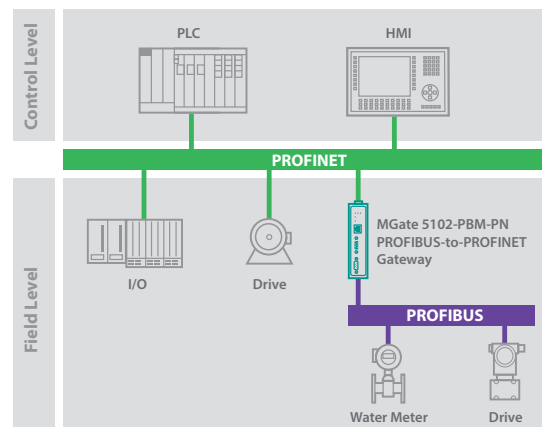 Control Level
PLC
HMI
PROFINET
Field Level
I/O
Drive
MGate 5102-PBM-PN
PROFIBUS-to-PROFINET
Gateway
PROFIBUS
Water Meter
Drive